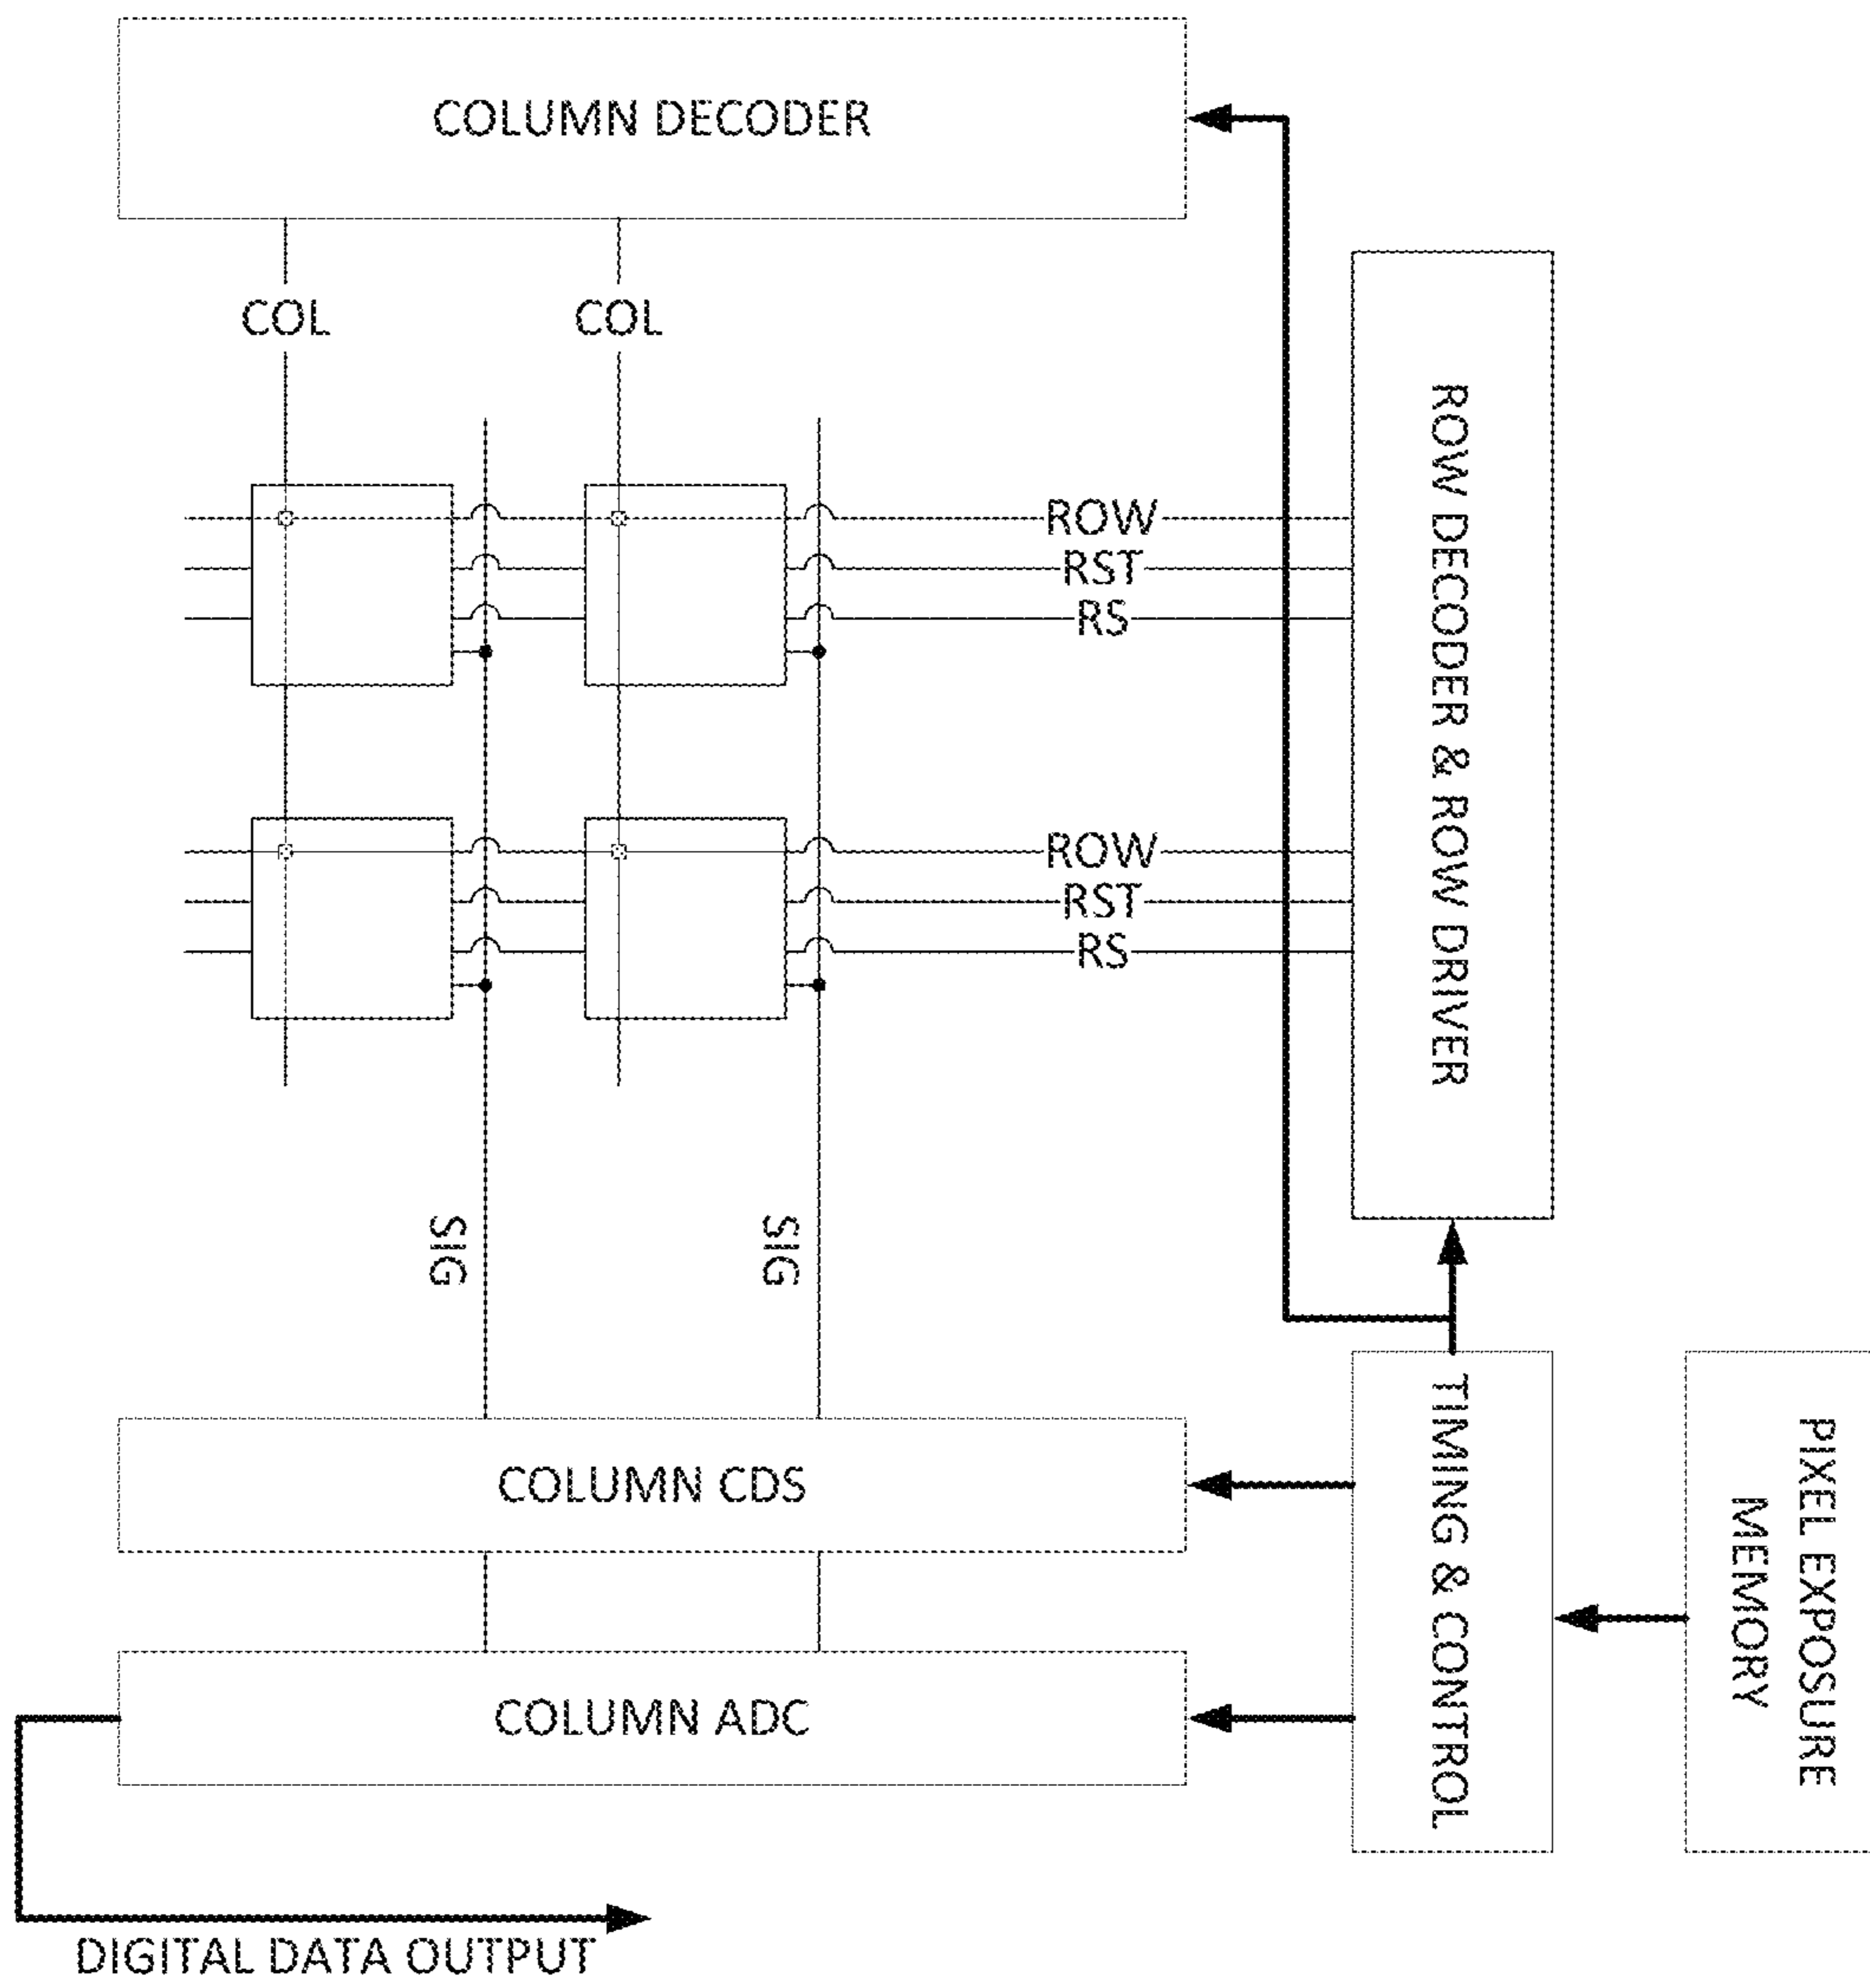 COLUMN DECODER
COL
COL
ROW
RST
RS
ROW
RST
RS
ROW DECODER & ROW DRIVER
SIG
SIG
COLUMN CDS
COLUMN ADC
TIMING & CONTROL
PIXEL EXPOSURE
MEMORY
DIGITAL DATA OUTPUT